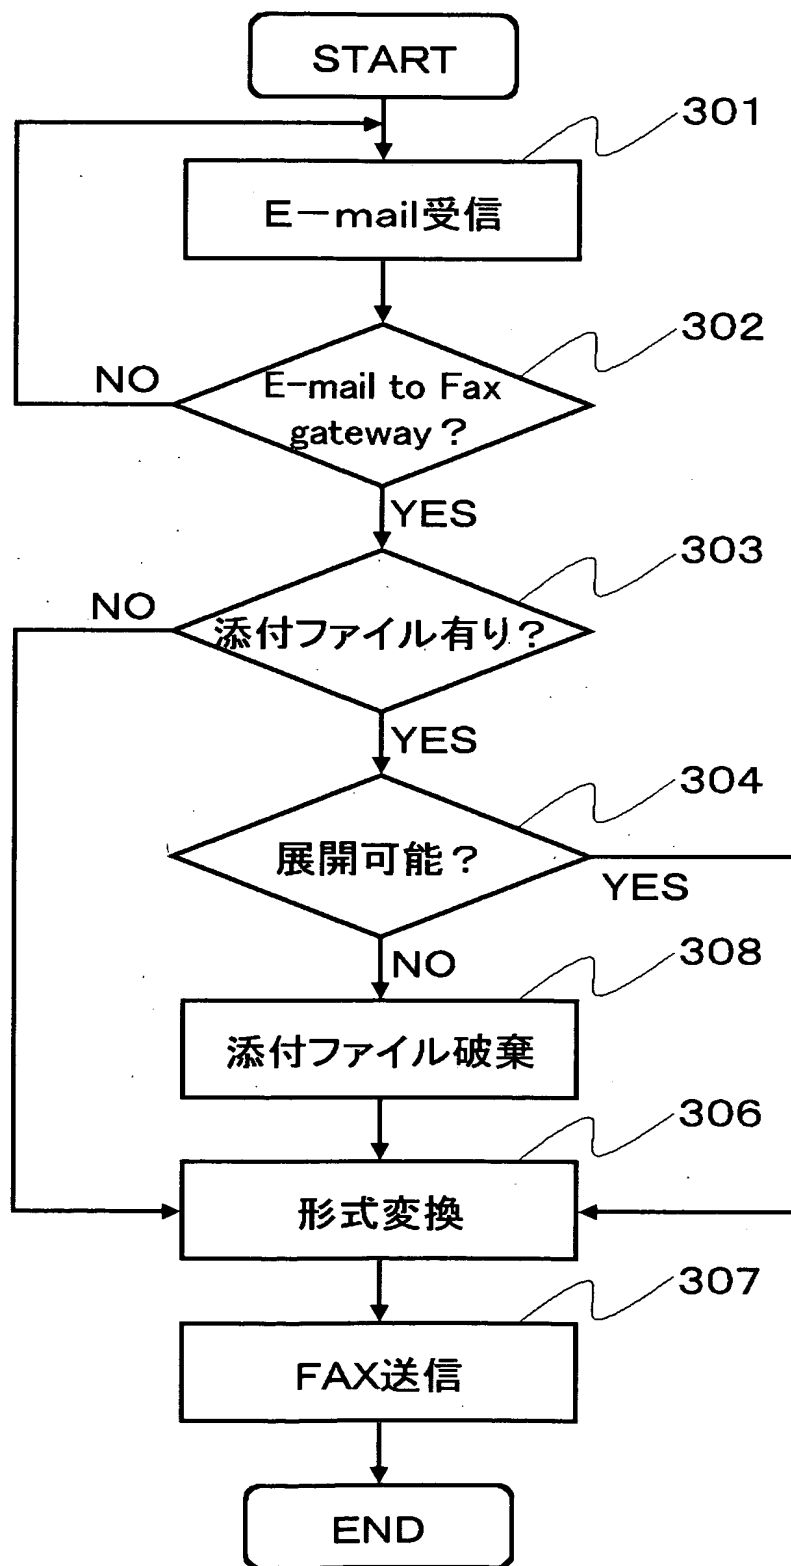 START
301
E-mail受信
302
NO
E-mail to Fax
gateway?
YES
303
NO
添付ファイル有り?
YES
304
展開可能?
YES
NO
308
添付ファイル破棄
306
形式変換
307
FAX送信
END